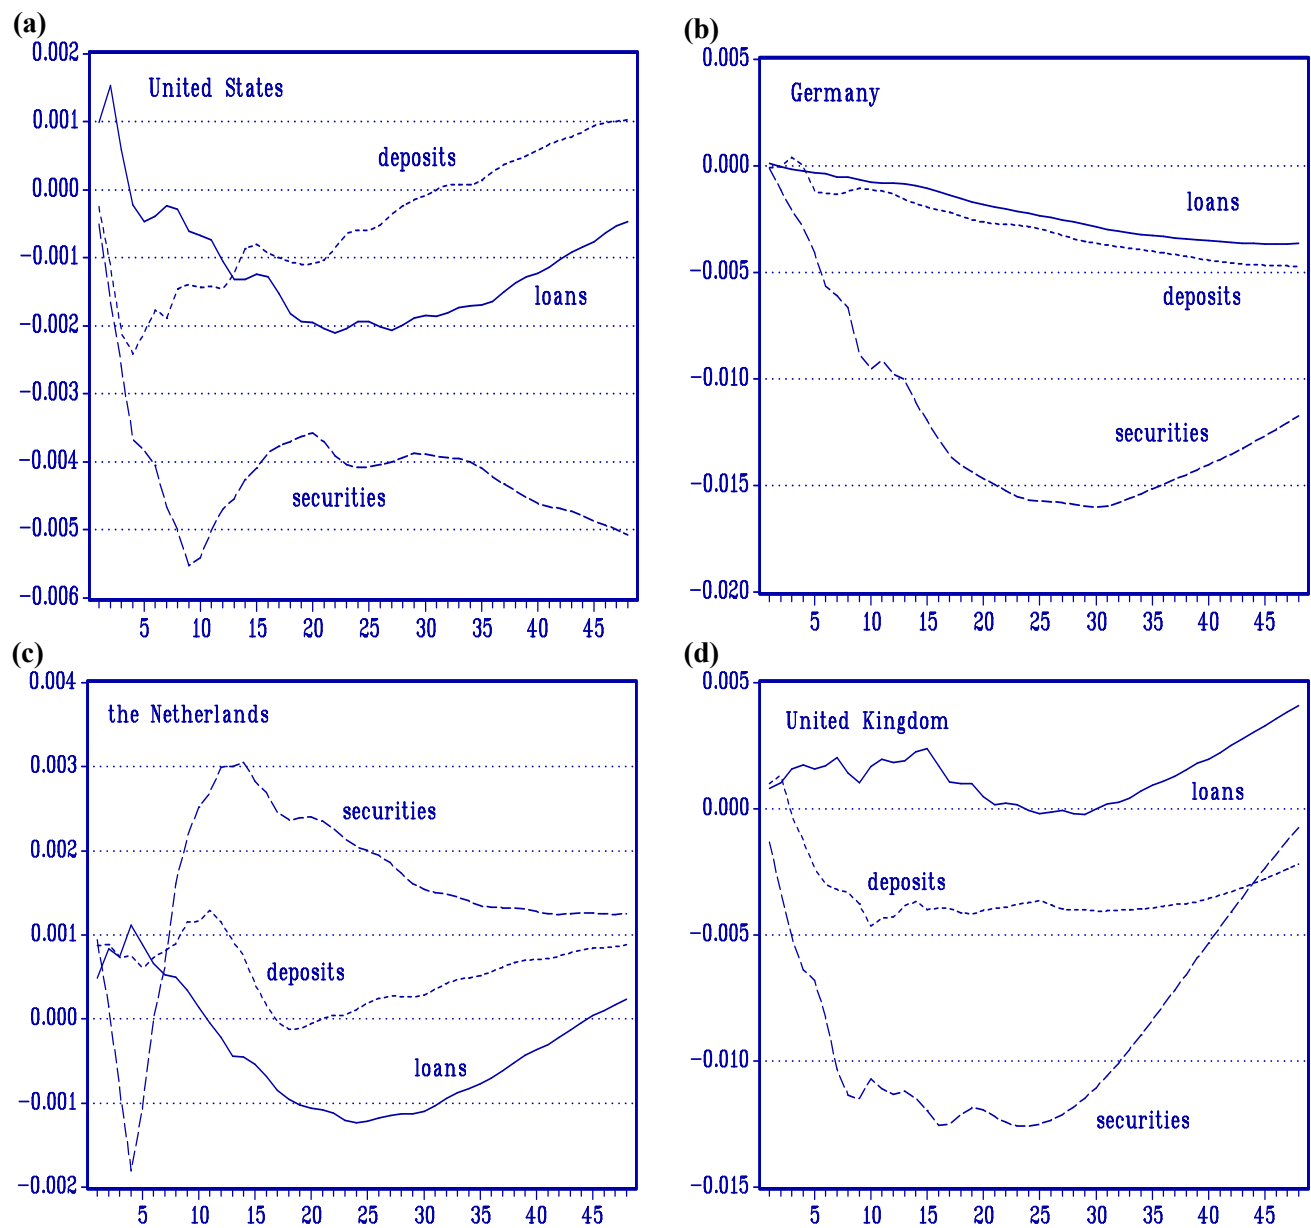 (a)
0.002
0.001
0.000
−0.001
−0.002
−0.003
−0.004
−0.005
−0.006
United States
deposits
loans
securities
5 10 15 20 25 30 35 40 45
(b)
0.005
0.000
−0.005
−0.010
−0.015
−0.020
Germany
loans
deposits
securities
5 10 15 20 25 30 35 40 45
(c)
0.004
0.003
0.002
0.001
0.000
−0.001
−0.002
the Netherlands
securities
deposits
loans
5 10 15 20 25 30 35 40 45
(d)
0.005
0.000
−0.005
−0.010
−0.015
United Kingdom
loans
deposits
securities
5 10 15 20 25 30 35 40 45